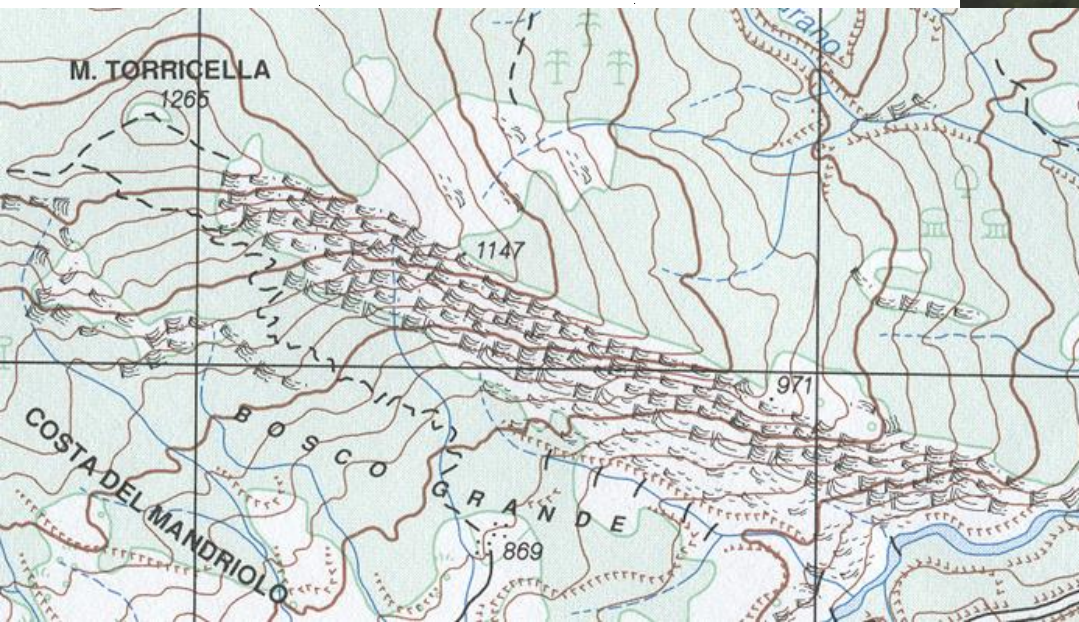 M. TORRICELLA
1265
1147
971
BOSCO GRANDE
COSTA DEL MANDRIOLO
869